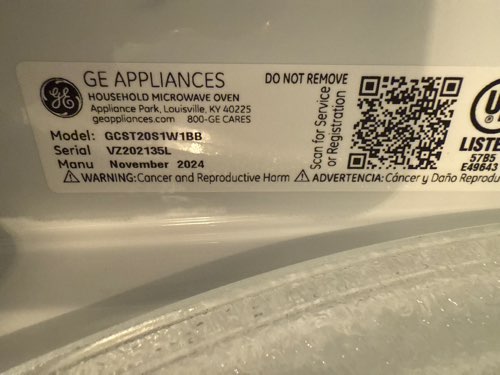 GE APPLIANCES
HOUSEHOLD MICROWAVE OVEN
Appliance Park, Louisville, KY 40225
geappliances.com 800-GE CARES
Model: GCST20S1W1BB
Serial VZ202135L
Manu November 2024
DO NOT REMOVE
Scan for Service
or Registration
UL
LISTE
57B5
E49643
⚠ WARNING: Cancer and Reproductive Harm ⚠ ADVERTENCIA: Cáncer y Daño Reprodu